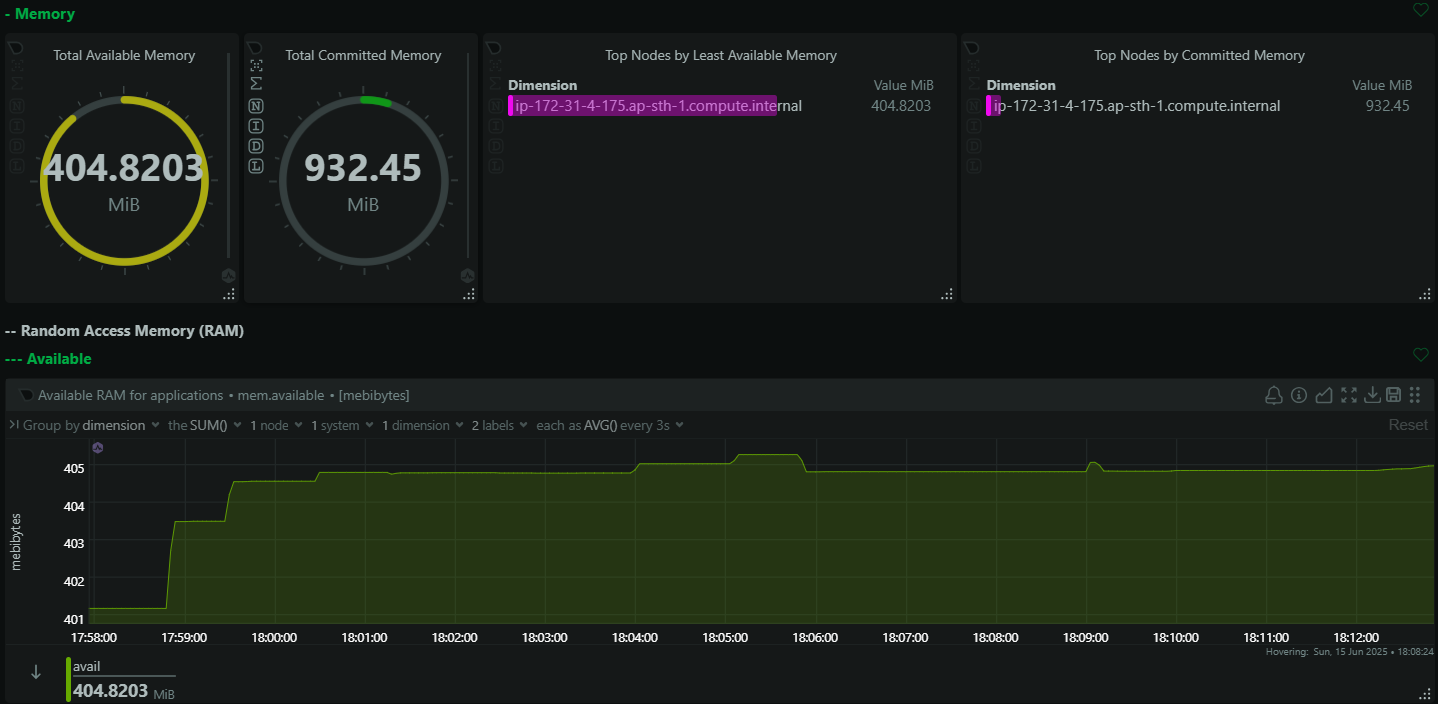 - Memory
Total Available Memory
404.8203
MiB
Total Committed Memory
N
I
D
L
932.45
MiB
Top Nodes by Least Available Memory
Dimension Value MiB
ip-172-31-4-175.ap-sth-1.compute.internal 404.8203
Top Nodes by Committed Memory
Dimension Value MiB
ip-172-31-4-175.ap-sth-1.compute.internal 932.45
-- Random Access Memory (RAM)
--- Available
Available RAM for applications • mem.available • [mebibytes]
Group by dimension the SUM() 1 node 1 system 1 dimension 2 labels each as AVG() every 3s Reset
mebibytes
405
404
403
402
401
17:58:00 17:59:00 18:00:00 18:01:00 18:02:00 18:03:00 18:04:00 18:05:00 18:06:00 18:07:00 18:08:00 18:09:00 18:10:00 18:11:00 18:12:00
Hovering: Sun, 15 Jun 2025 • 18:08:24
avail
404.8203 MiB